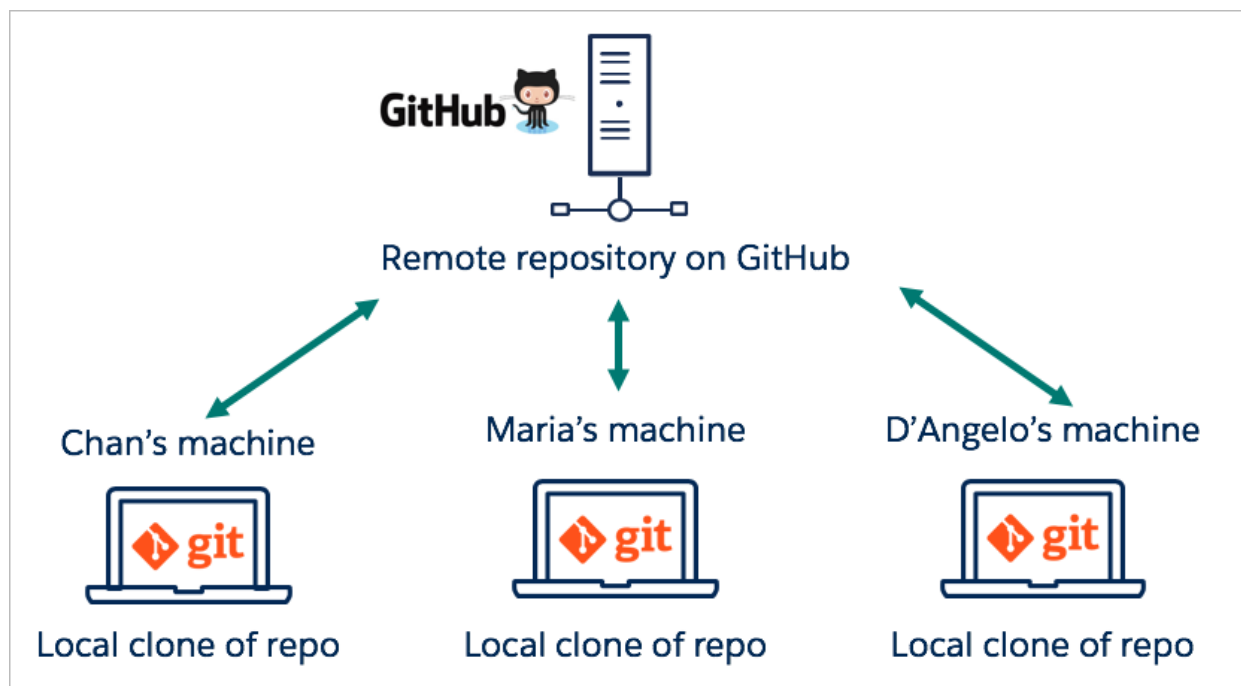 GitHub
Remote repository on GitHub
Chan’s machine
Maria’s machine
D’Angelo’s machine
git
git
git
Local clone of repo
Local clone of repo
Local clone of repo